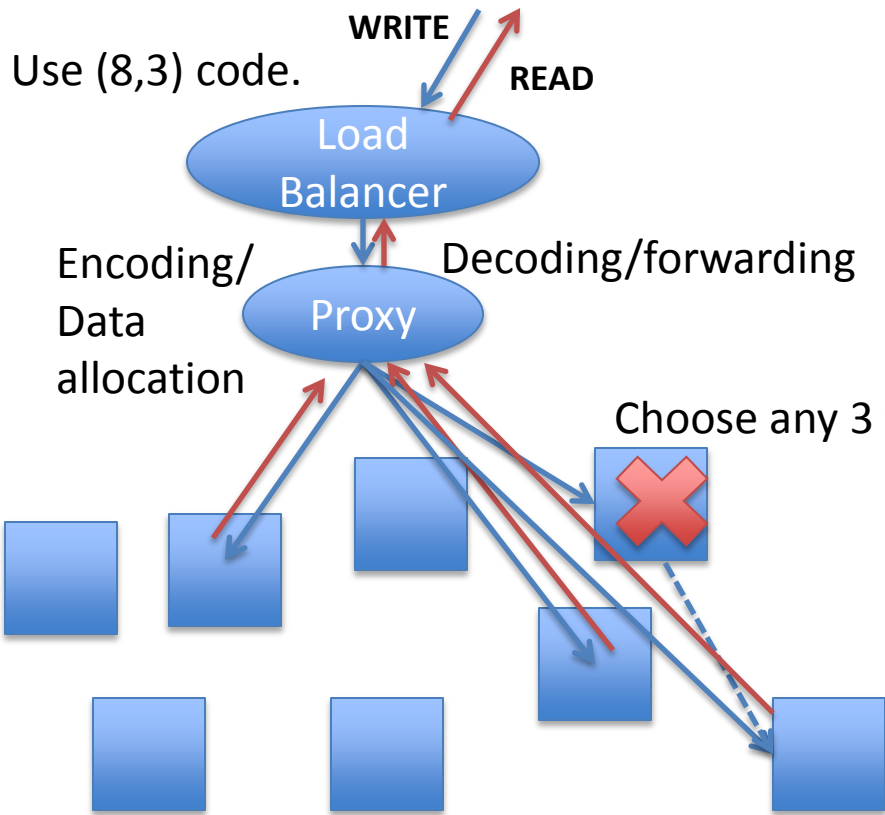 WRITE
Use (8,3) code.
READ
Load
Balancer
Encoding/
Data
allocation
Decoding/forwarding
Proxy
Choose any 3